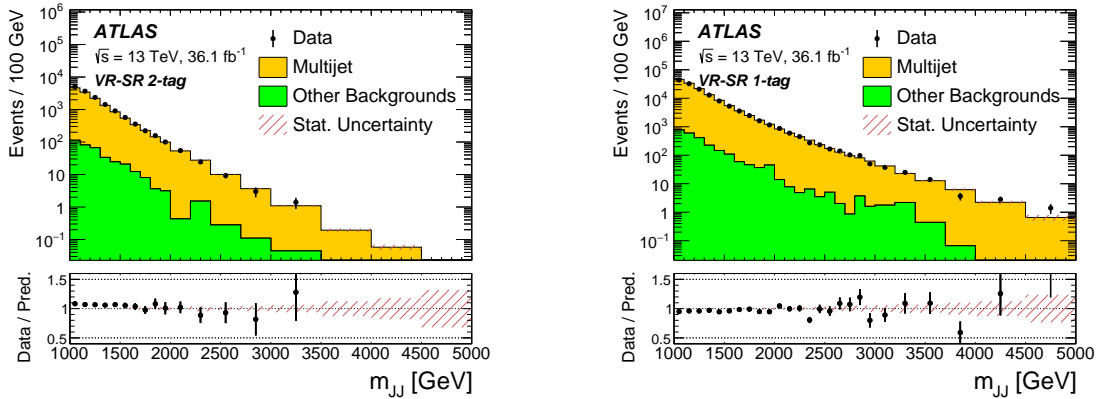 ATLAS
√s = 13 TeV, 36.1 fb⁻¹
VR-SR 2-tag
Data
Multijet
Other Backgrounds
Stat. Uncertainty
Events / 100 GeV
10⁶
10⁵
10⁴
10³
10²
10
1
10⁻¹
Data / Pred.
1.5
1
0.5
1000 1500 2000 2500 3000 3500 4000 4500 5000
m_JJ [GeV]
ATLAS
√s = 13 TeV, 36.1 fb⁻¹
VR-SR 1-tag
Data
Multijet
Other Backgrounds
Stat. Uncertainty
Events / 100 GeV
10⁷
10⁶
10⁵
10⁴
10³
10²
10
1
10⁻¹
Data / Pred.
1.5
1
0.5
1000 1500 2000 2500 3000 3500 4000 4500 5000
m_JJ [GeV]